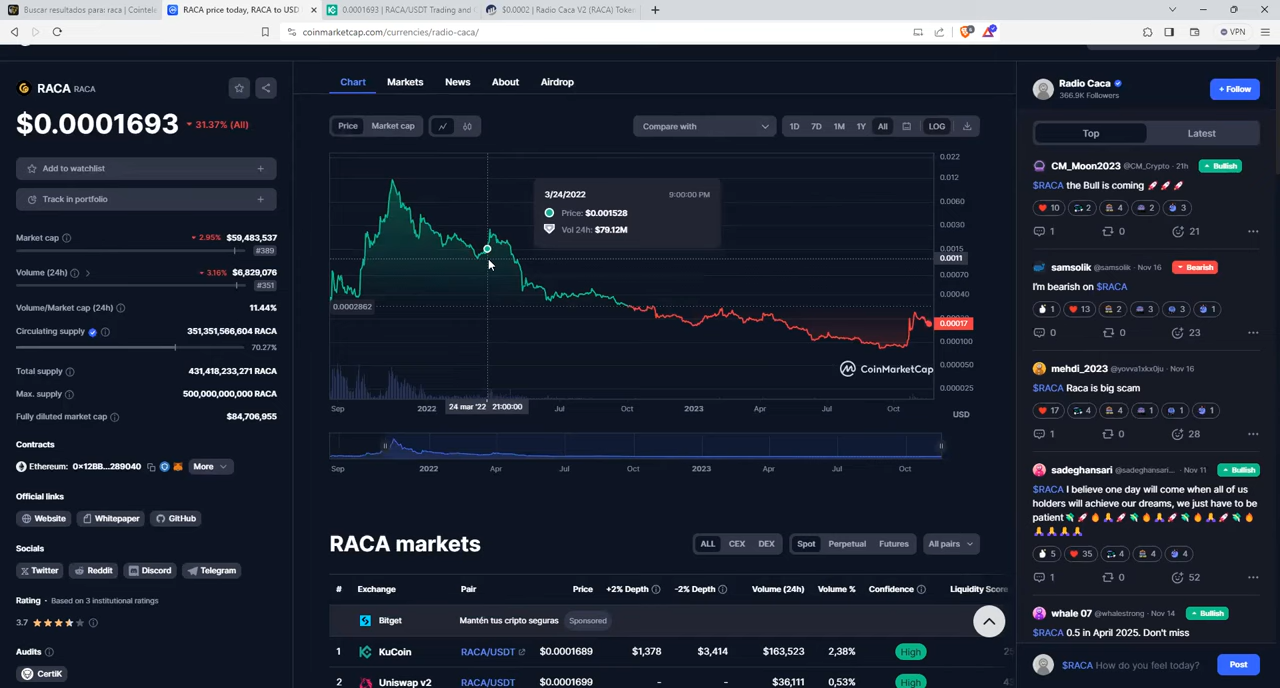 Buscar resultados para: raca | Cointele
RACA price today, RACA to USD
0.0001693 | RACA/USDT Trading and
$0.0002 | Radio Caca V2 (RACA) Token
coinmarketcap.com/currencies/radio-caca/
VPN
RACA RACA
$0.0001693 31.37% (All)
Add to watchlist
Track in portfolio
Market cap 2.95% $59,483,537
#389
Volume (24h) 3.16% $6,829,076
#351
Volume/Market cap (24h) 11.44%
Circulating supply 351,351,566,604 RACA
70.27%
Total supply 431,418,233,271 RACA
Max. supply 500,000,000,000 RACA
Fully diluted market cap $84,706,955
Contracts
Ethereum: 0x12BB...289040 More
Official links
Website Whitepaper GitHub
Socials
Twitter Reddit Discord Telegram
Rating · Based on 3 institutional ratings
3.7
Audits
CertiK
Chart Markets News About Airdrop
Price Market cap Compare with 1D 7D 1M 1Y All LOG
0.022
0.012
0.0060
0.0030
0.0015
0.0011
0.00070
0.00040
0.00017
0.000100
0.000050
0.000025
3/24/2022 9:00:00 PM
Price: $0.001528
Vol 24h: $79.12M
0.0002862
CoinMarketCap
Sep 2022 24 mar '22 21:00:00 Jul Oct 2023 Apr Jul Oct USD
Sep 2022 Apr Jul Oct 2023 Apr Jul Oct
RACA markets ALL CEX DEX Spot Perpetual Futures All pairs
# Exchange Pair Price +2% Depth -2% Depth Volume (24h) Volume % Confidence Liquidity Score
Bitget Mantén tus cripto seguras Sponsored
1 KuCoin RACA/USDT $0.0001689 $1,378 $3,414 $163,523 2,38% High
2 Uniswap v2 RACA/USDT $0.0001699 - - $36,111 0,53% High
Radio Caca
366.9K Followers
+ Follow
Top Latest
CM_Moon2023 @CM_Crypto · 21h Bullish
$RACA the Bull is coming 🚀🚀🚀
10 2 4 2 3
1 0 21
samsolik @samsolik · Nov 16 Bearish
I'm bearish on $RACA
1 13 2 3 3 1
0 0 23
mehdi_2023 @yovva1xkx0ju · Nov 16
$RACA Raca is big scam
17 4 4 1 1 1
1 0 28
sadeghansari @sadeghansari... · Nov 11 Bullish
$RACA I believe one day will come when all of us
holders will achieve our dreams, we just have to
be patient
5 35 4 4 4
1 0 52
whale 07 @whalestrong · Nov 14 Bullish
$RACA 0.5 in April 2025. Don't miss
$RACA How do you feel today? Post